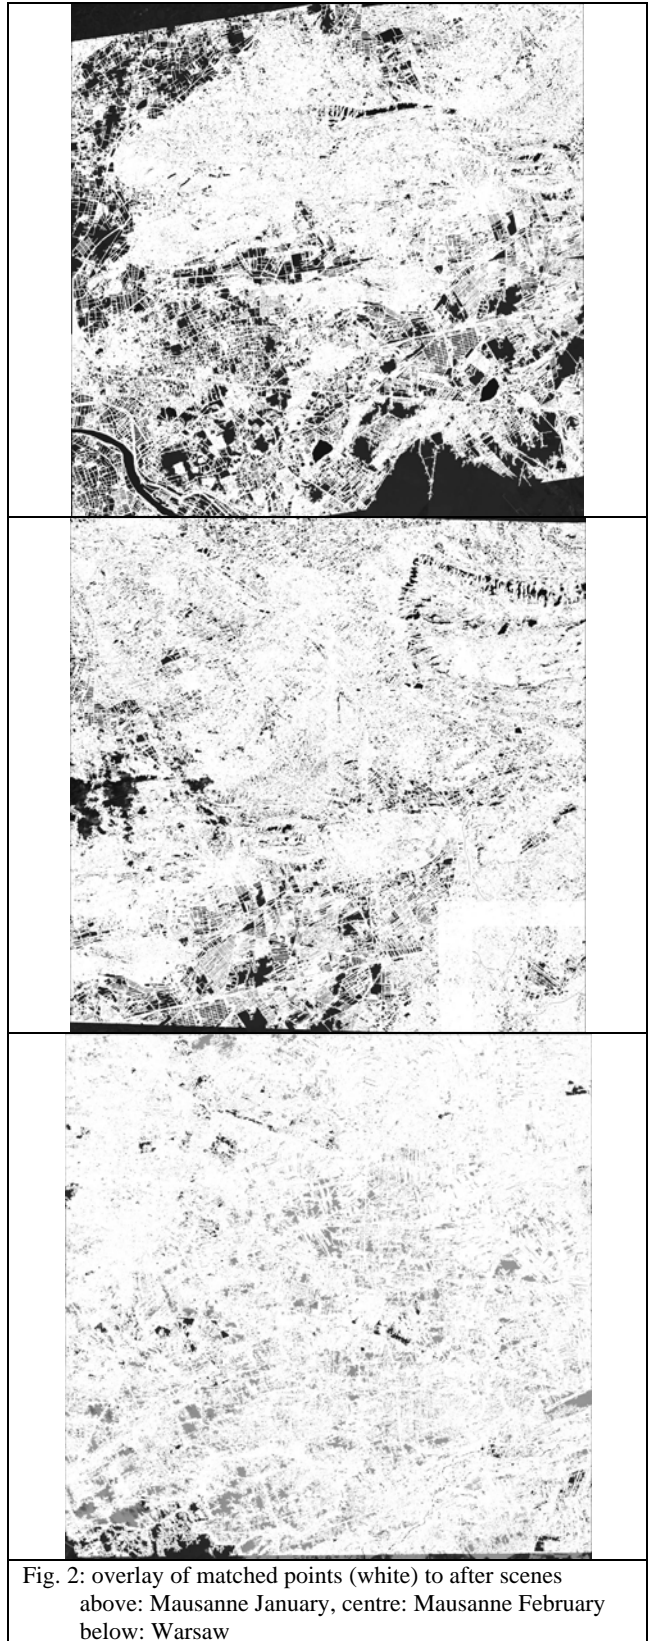 Fig. 2: overlay of matched points (white) to after scenes
above: Mausanne January, centre: Mausanne February
below: Warsaw